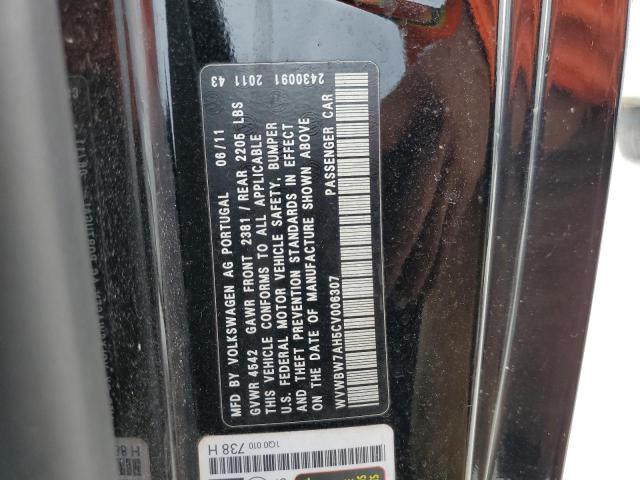 MFD BY VOLKSWAGEN AG PORTUGAL 06/11
GVWR 4542 GAWR FRONT 2381 / REAR 2205 LBS
THIS VEHICLE CONFORMS TO ALL APPLICABLE
U.S. FEDERAL MOTOR VEHICLE SAFETY, BUMPER
AND THEFT PREVENTION STANDARDS IN EFFECT
ON THE DATE OF MANUFACTURE SHOWN ABOVE
WVWBW7AH5CV006307 PASSENGER CAR
2430091 2011 43
1Q0 010 738 H